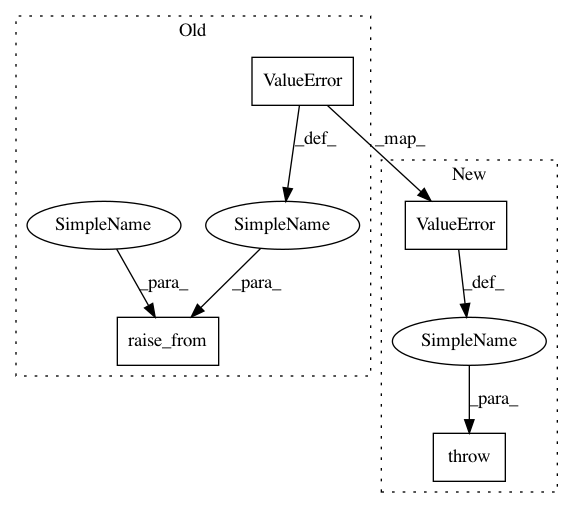 Old
ValueError
_def_
_map_
New
SimpleName
SimpleName
ValueError
_para_
_para_
_def_
raise_from
SimpleName
_para_
throw